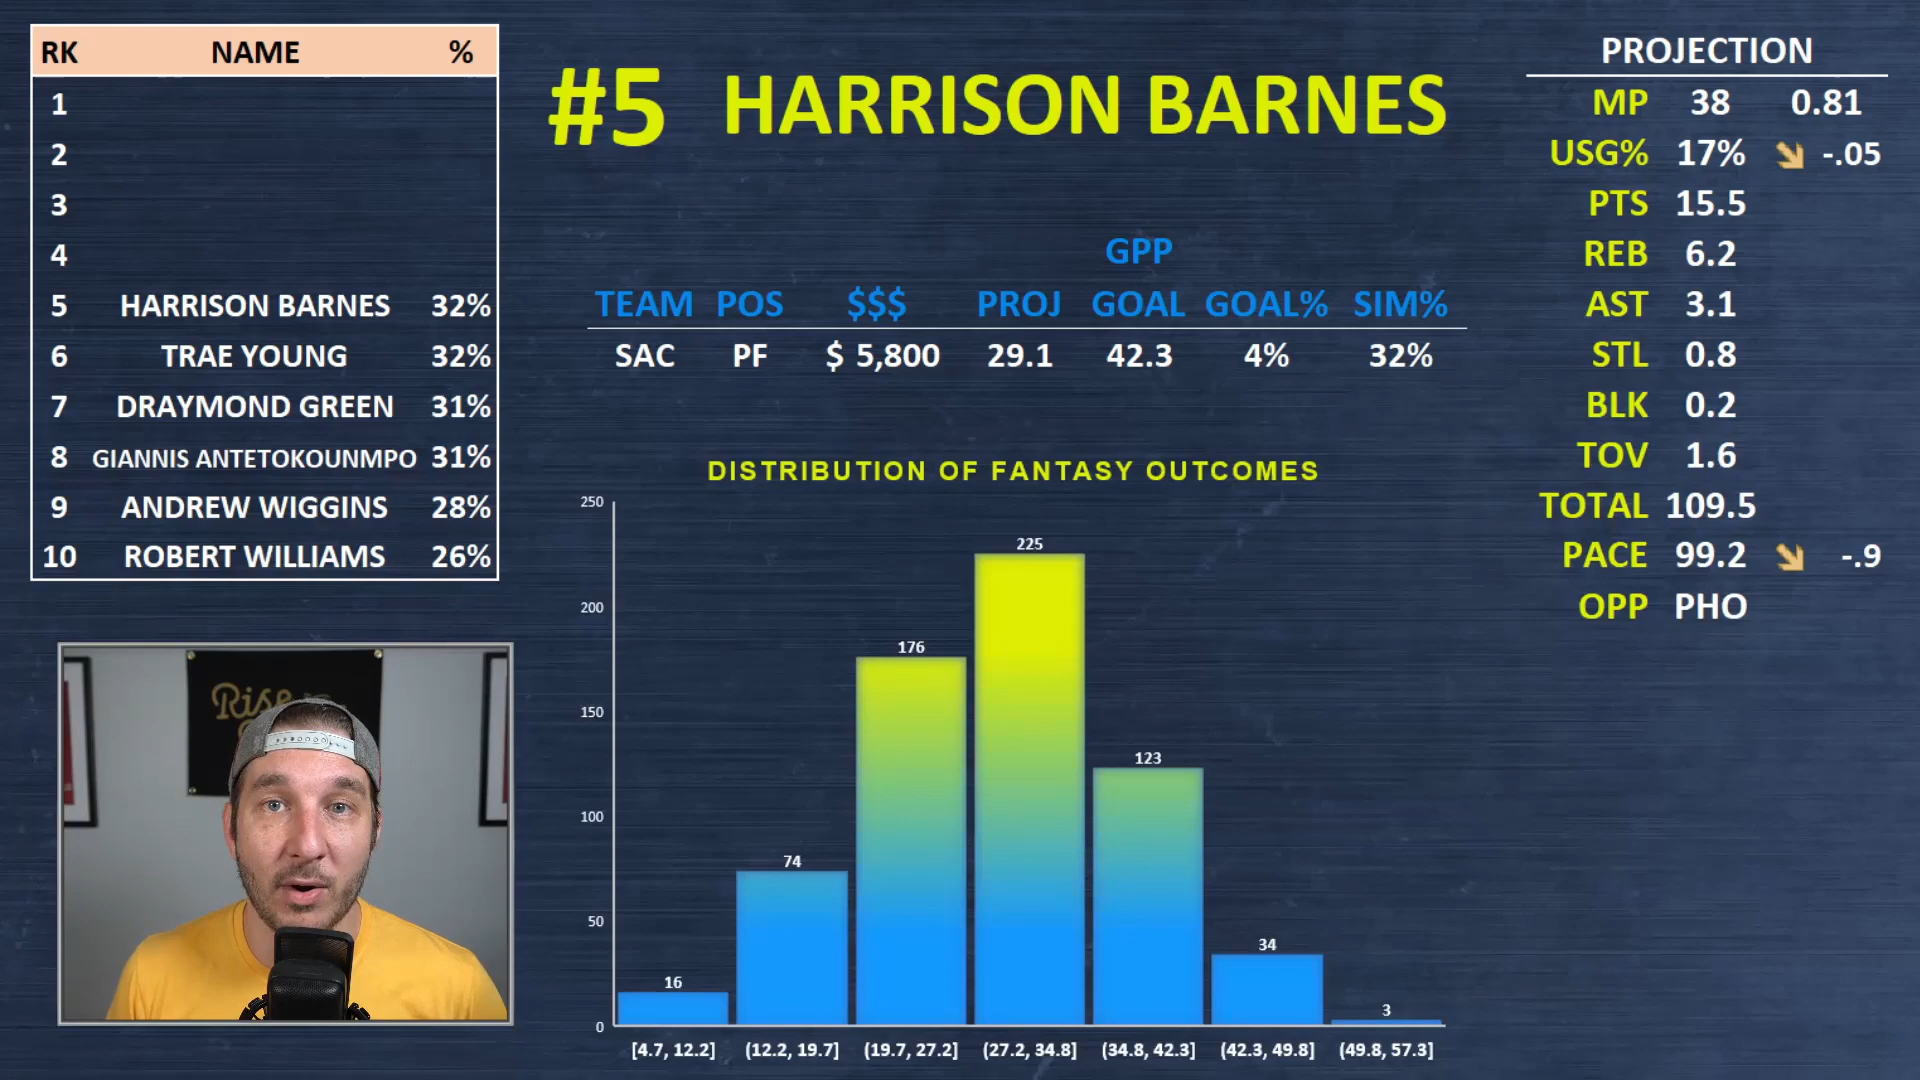 RK NAME %
1
2
3
4
5 HARRISON BARNES 32%
6 TRAE YOUNG 32%
7 DRAYMOND GREEN 31%
8 GIANNIS ANTETOKOUNMPO 31%
9 ANDREW WIGGINS 28%
10 ROBERT WILLIAMS 26%
#5 HARRISON BARNES
GPP
TEAM POS $$$ PROJ GOAL GOAL% SIM%
SAC PF $ 5,800 29.1 42.3 4% 32%
DISTRIBUTION OF FANTASY OUTCOMES
250
200
150
100
50
0
16
74
176
225
123
34
3
[4.7, 12.2] (12.2, 19.7] (19.7, 27.2] (27.2, 34.8] (34.8, 42.3] (42.3, 49.8] (49.8, 57.3]
PROJECTION
MP 38 0.81
USG% 17% -.05
PTS 15.5
REB 6.2
AST 3.1
STL 0.8
BLK 0.2
TOV 1.6
TOTAL 109.5
PACE 99.2 -.9
OPP PHO
Rise